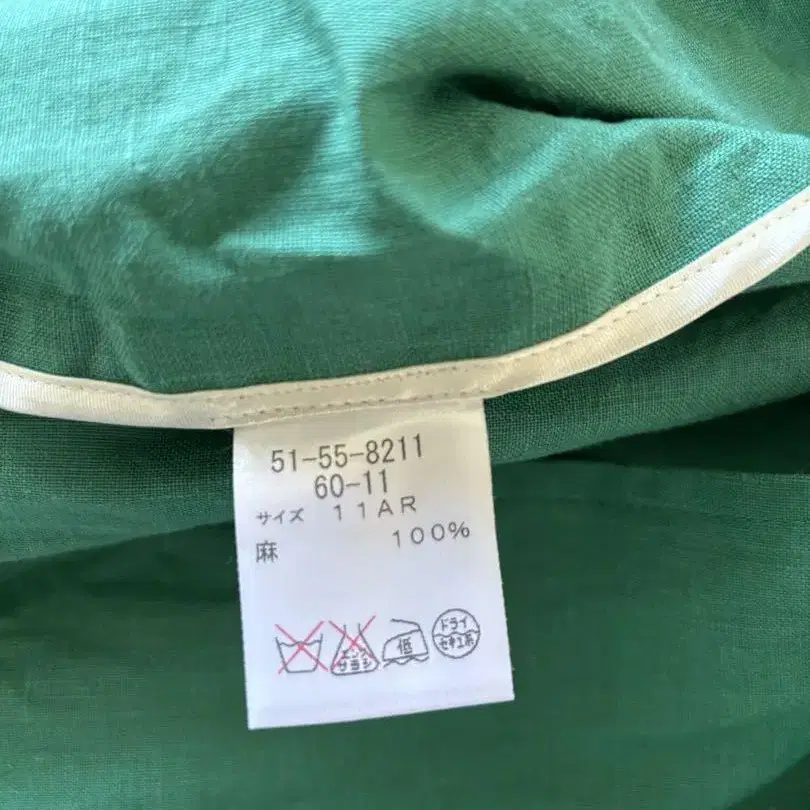 51-55-8211
60-11
サイズ 11AR
麻 100%
エンソ
サラシ
低
ドライ
セキユ系